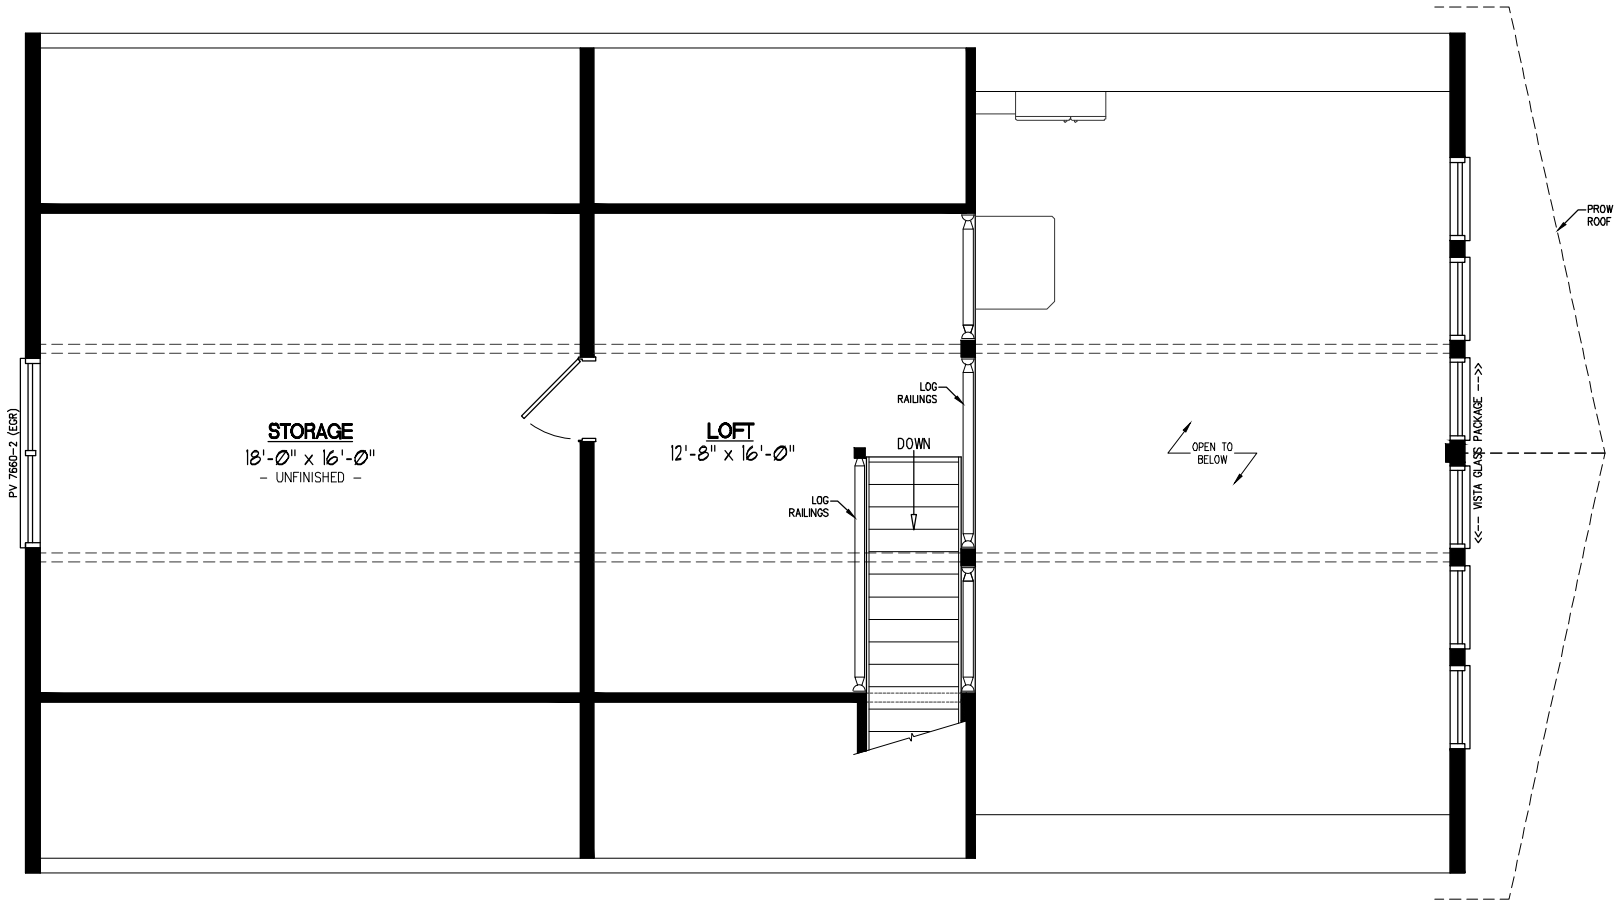 PROW
ROOF
LOG
RAILINGS
STORAGE
18'-0" x 16'-0"
- UNFINISHED -
LOFT
12'-8" x 16'-0"
DOWN
OPEN TO
BELOW
LOG
RAILINGS
PV 7660-2 (EGR)
<<-- VISTA GLASS PACKAGE -->>